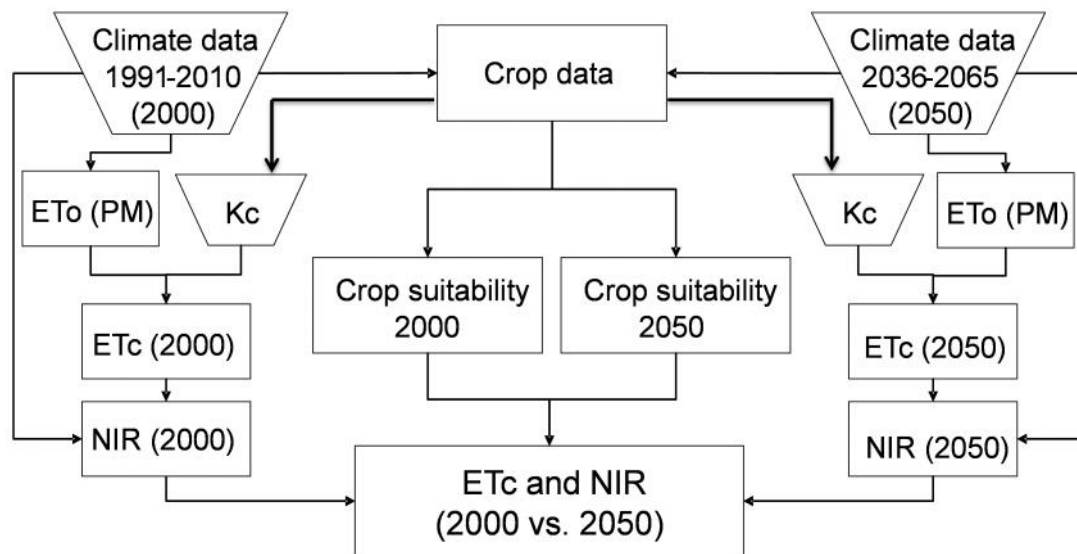 Climate data
1991-2010
(2000)
Crop data
Climate data
2036-2065
(2050)
ETo (PM)
Kc
Kc
ETo (PM)
Crop suitability
2000
Crop suitability
2050
ETc (2000)
ETc (2050)
NIR (2000)
NIR (2050)
ETc and NIR
(2000 vs. 2050)